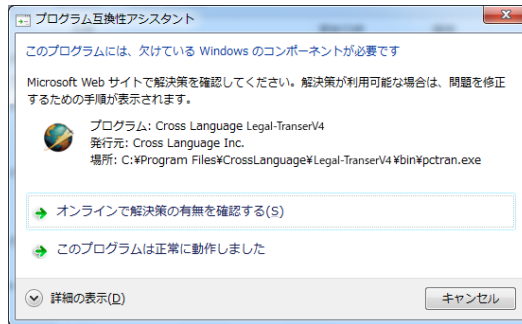 プログラム互換性アシスタント
このプログラムには、欠けている Windows のコンポーネントが必要です
Microsoft Web サイトで解決策を確認してください。解決策が利用可能な場合は、問題を修正
するための手順が表示されます。
プログラム: Cross Language Legal-TranserV4
発行元: Cross Language Inc.
場所: C:¥Program Files¥CrossLanguage¥Legal-TranserV4¥bin¥pctran.exe
オンラインで解決策の有無を確認する(S)
このプログラムは正常に動作しました
詳細の表示(D)
キャンセル